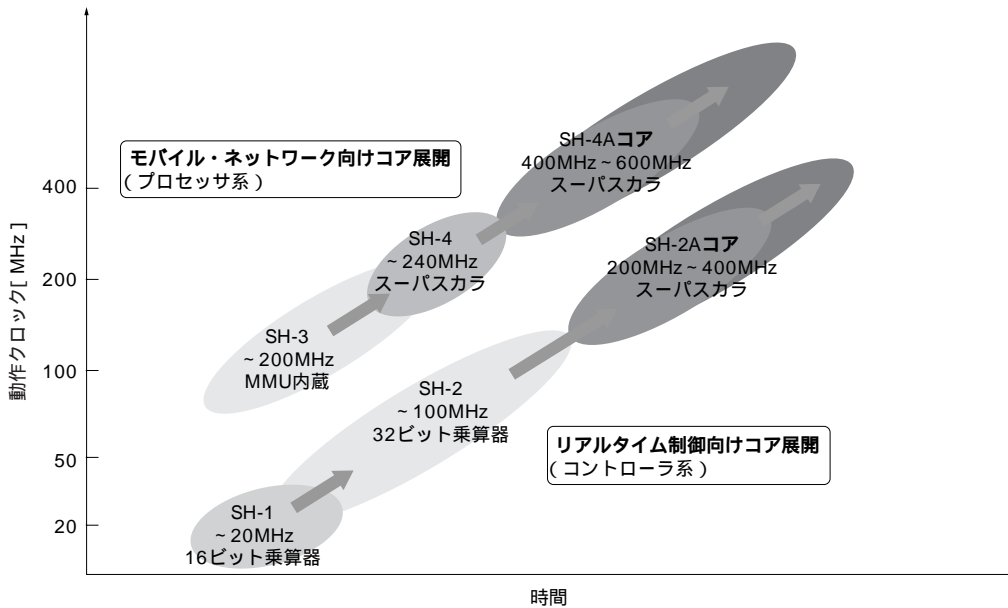 動作クロック[ MHz ]
400
200
100
50
20
モバイル・ネットワーク向けコア展開
( プロセッサ系 )
SH-4Aコア
400MHz ~ 600MHz
スーパスカラ
SH-4
~ 240MHz
スーパスカラ
SH-2Aコア
200MHz ~ 400MHz
スーパスカラ
SH-3
~ 200MHz
MMU内蔵
SH-2
~ 100MHz
32ビット乗算器
リアルタイム制御向けコア展開
( コントローラ系 )
SH-1
~ 20MHz
16ビット乗算器
時間